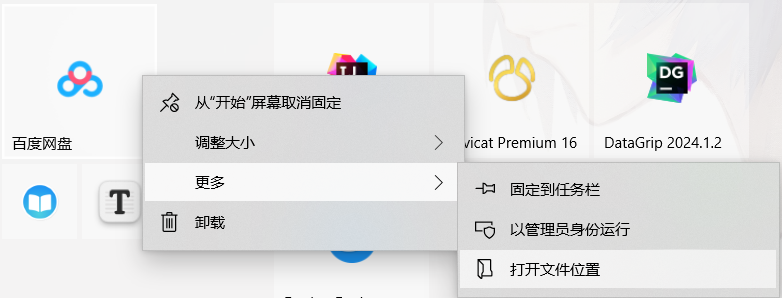 百度网盘
从“开始”屏幕取消固定
调整大小
更多
卸载
vicat Premium 16
DataGrip 2024.1.2
固定到任务栏
以管理员身份运行
打开文件位置
IJ
DG
T